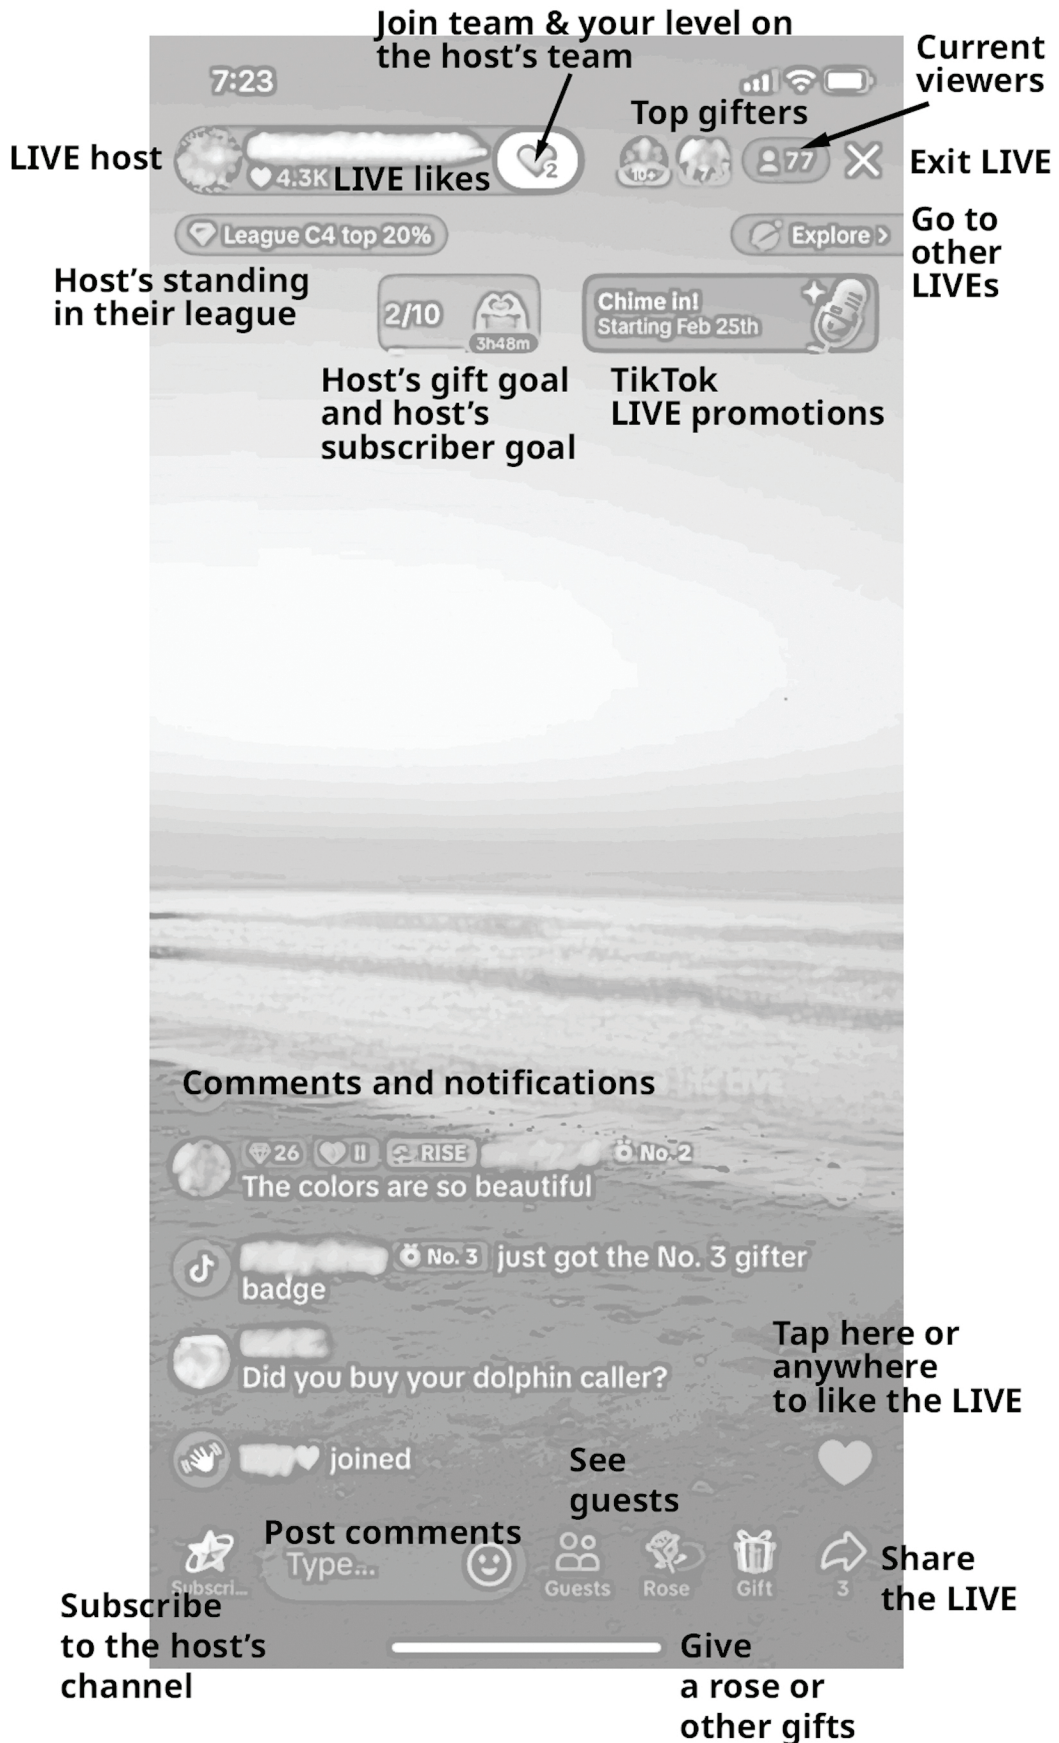 Join team & your level on
the host's team
Current
viewers
7:23
Top gifters
LIVE host
4.3K
LIVE likes
2
10+
7
77
Exit LIVE
League C4 top 20%
Explore >
Go to
other
LIVEs
Host's standing
in their league
2/10
3h48m
Chime in!
Starting Feb 25th
Host's gift goal
and host's
subscriber goal
TikTok
LIVE promotions
Comments and notifications
26
II
RISE
No. 2
The colors are so beautiful
No. 3 just got the No. 3 gifter
badge
Did you buy your dolphin caller?
Tap here or
anywhere
to like the LIVE
joined
See
guests
Post comments
Type...
Subscri...
Guests
Rose
Gift
3
Share
the LIVE
Subscribe
to the host's
channel
Give
a rose or
other gifts